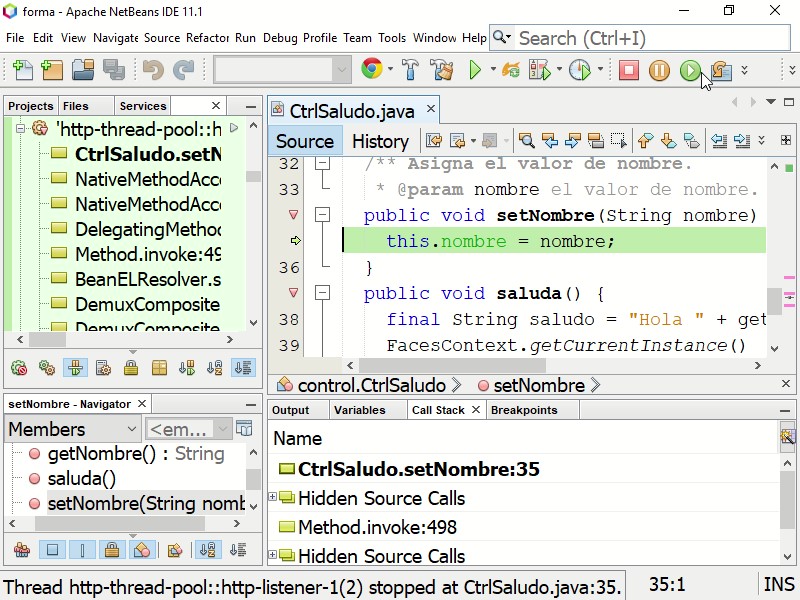 forma - Apache NetBeans IDE 11.1
File Edit View Navigate Source Refactor Run Debug Profile Team Tools Window Help
Search (Ctrl+I)
Projects Files Services
'http-thread-pool::h
CtrlSaludo.setN
NativeMethodAcc
NativeMethodAcc
DelegatingMethod
Method.invoke:49
BeanELResolver.s
DemuxComposite
DemuxComposite
CtrlSaludo.java
Source History
32 /** Asigna el valor de nombre.
33 * @param nombre el valor de nombre.
public void setNombre(String nombre)
this.nombre = nombre;
36 }
public void saluda() {
38 final String saludo = "Hola " + get
39 FacesContext.getCurrentInstance()
control.CtrlSaludo setNombre
setNombre - Navigator
Members <em...
getNombre() : String
saluda()
setNombre(String nomb
Output Variables Call Stack Breakpoints
Name
CtrlSaludo.setNombre:35
Hidden Source Calls
Method.invoke:498
Hidden Source Calls
Thread http-thread-pool::http-listener-1(2) stopped at CtrlSaludo.java:35.
35:1
INS